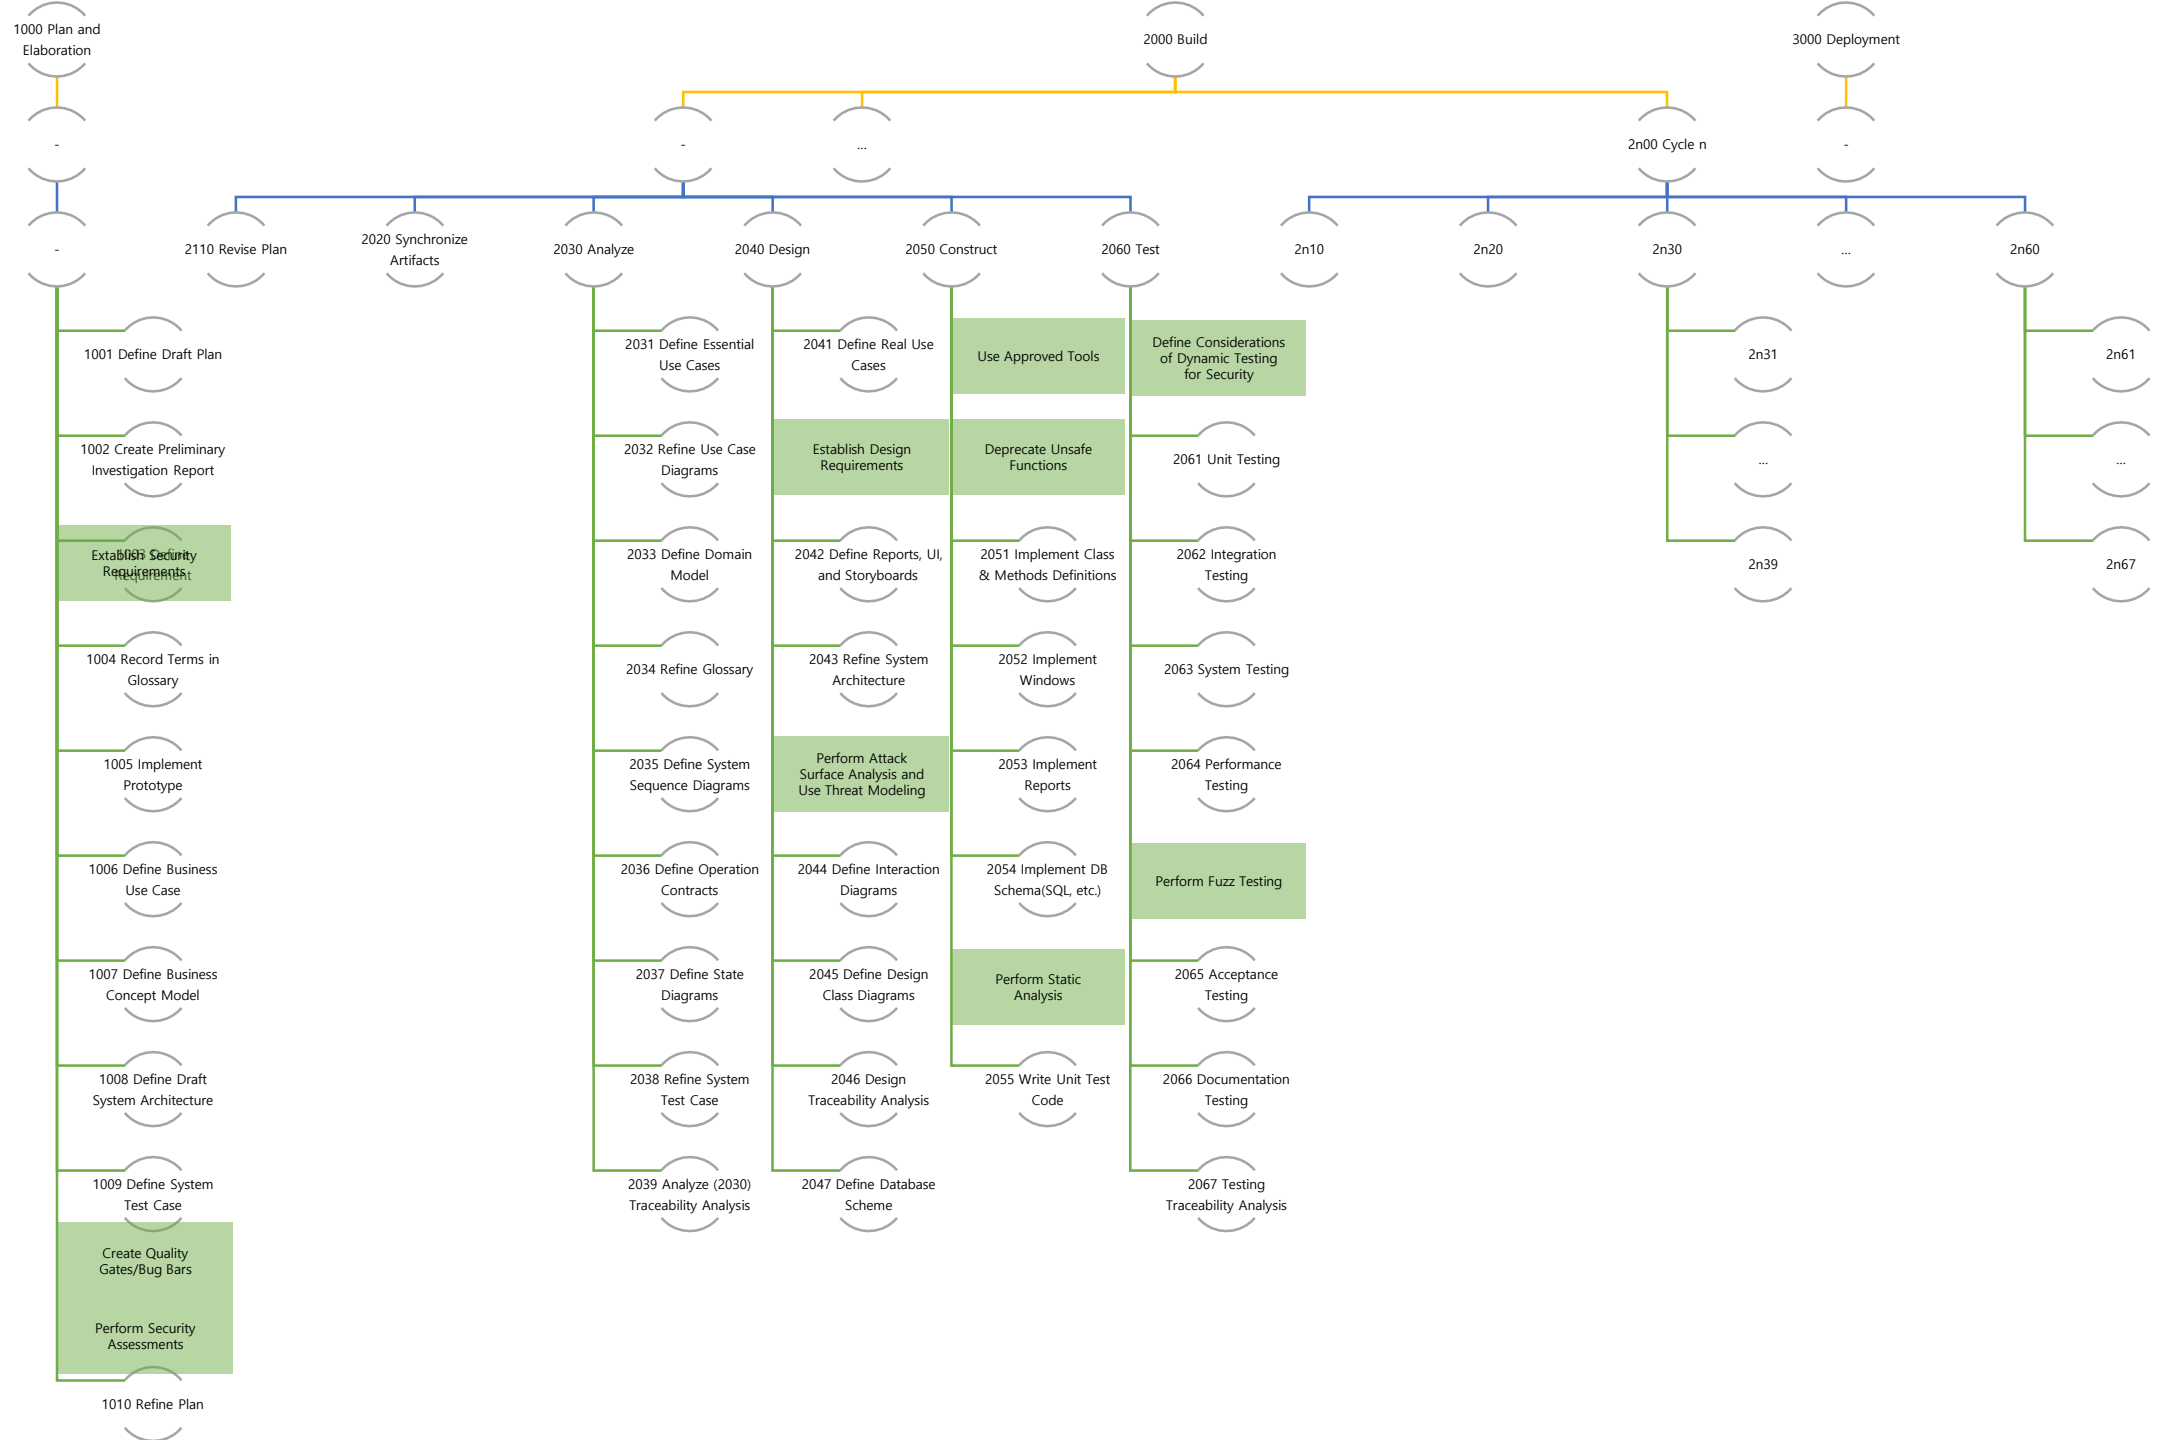 1000 Plan and
Elaboration
2000 Build
3000 Deployment
-
-
...
2n00 Cycle n
-
-
2110 Revise Plan
2020 Synchronize
Artifacts
2030 Analyze
2040 Design
2050 Construct
2060 Test
2n10
2n20
2n30
...
2n60
1001 Define Draft Plan
1002 Create Preliminary
Investigation Report
Extablish Security
Requirements
1003 Define
Requirement
1004 Record Terms in
Glossary
1005 Implement
Prototype
1006 Define Business
Use Case
1007 Define Business
Concept Model
1008 Define Draft
System Architecture
1009 Define System
Test Case
Create Quality
Gates/Bug Bars
Perform Security
Assessments
1010 Refine Plan
2031 Define Essential
Use Cases
2032 Refine Use Case
Diagrams
2033 Define Domain
Model
2034 Refine Glossary
2035 Define System
Sequence Diagrams
2036 Define Operation
Contracts
2037 Define State
Diagrams
2038 Refine System
Test Case
2039 Analyze (2030)
Traceability Analysis
2041 Define Real Use
Cases
Establish Design
Requirements
2042 Define Reports, UI,
and Storyboards
2043 Refine System
Architecture
Perform Attack
Surface Analysis and
Use Threat Modeling
2044 Define Interaction
Diagrams
2045 Define Design
Class Diagrams
2046 Design
Traceability Analysis
2047 Define Database
Scheme
Use Approved Tools
Deprecate Unsafe
Functions
2051 Implement Class
& Methods Definitions
2052 Implement
Windows
2053 Implement
Reports
2054 Implement DB
Schema(SQL, etc.)
Perform Static
Analysis
2055 Write Unit Test
Code
Define Considerations
of Dynamic Testing
for Security
2061 Unit Testing
2062 Integration
Testing
2063 System Testing
2064 Performance
Testing
Perform Fuzz Testing
2065 Acceptance
Testing
2066 Documentation
Testing
2067 Testing
Traceability Analysis
2n31
...
2n39
2n61
...
2n67